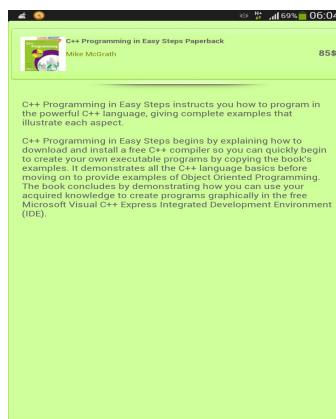 69% 06:04
C++ Programming in Easy Steps Paperback
Mike McGrath
85$
C++ Programming in Easy Steps instructs you how to program in
the powerful C++ language, giving complete examples that
illustrate each aspect.
C++ Programming in Easy Steps begins by explaining how to
download and install a free C++ compiler so you can quickly begin
to create your own executable programs by copying the book's
examples. It demonstrates all the C++ language basics before
moving on to provide examples of Object Oriented Programming.
The book concludes by demonstrating how you can use your
acquired knowledge to create programs graphically in the free
Microsoft Visual C++ Express Integrated Development Environment
(IDE).